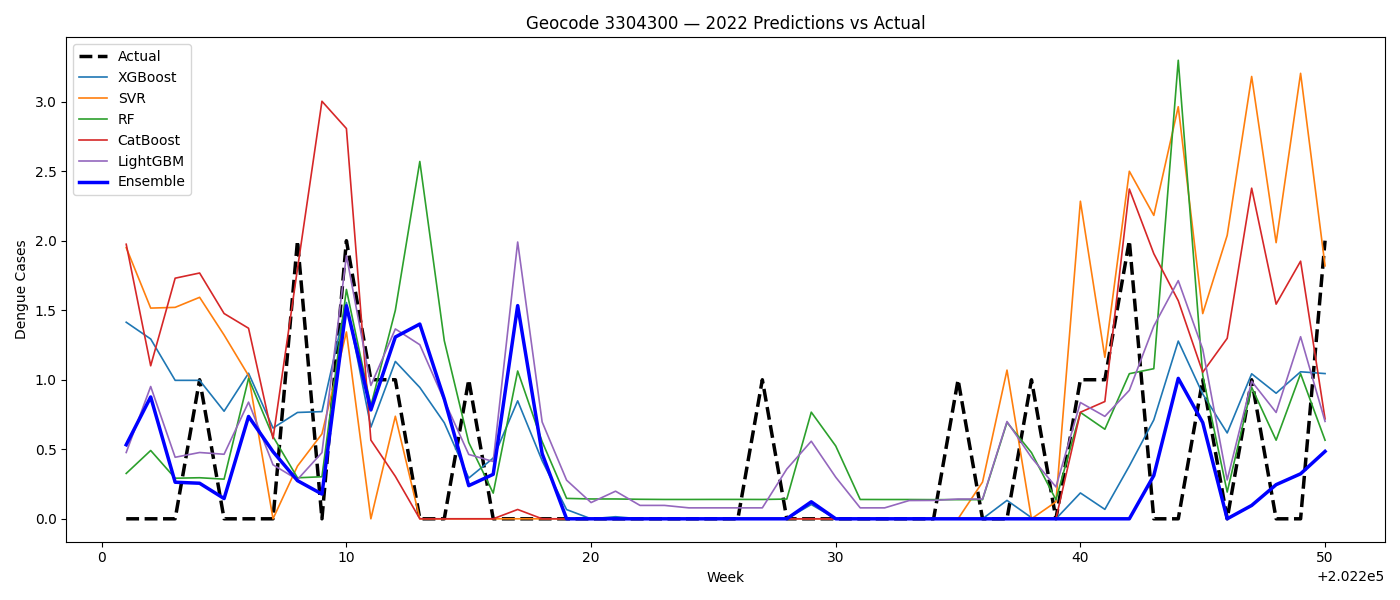 Geocode 3304300 — 2022 Predictions vs Actual
Actual
XGBoost
SVR
RF
CatBoost
LightGBM
Ensemble
Dengue Cases
3.0
2.5
2.0
1.5
1.0
0.5
0.0
0
10
20
30
40
50
Week
+2.022e5